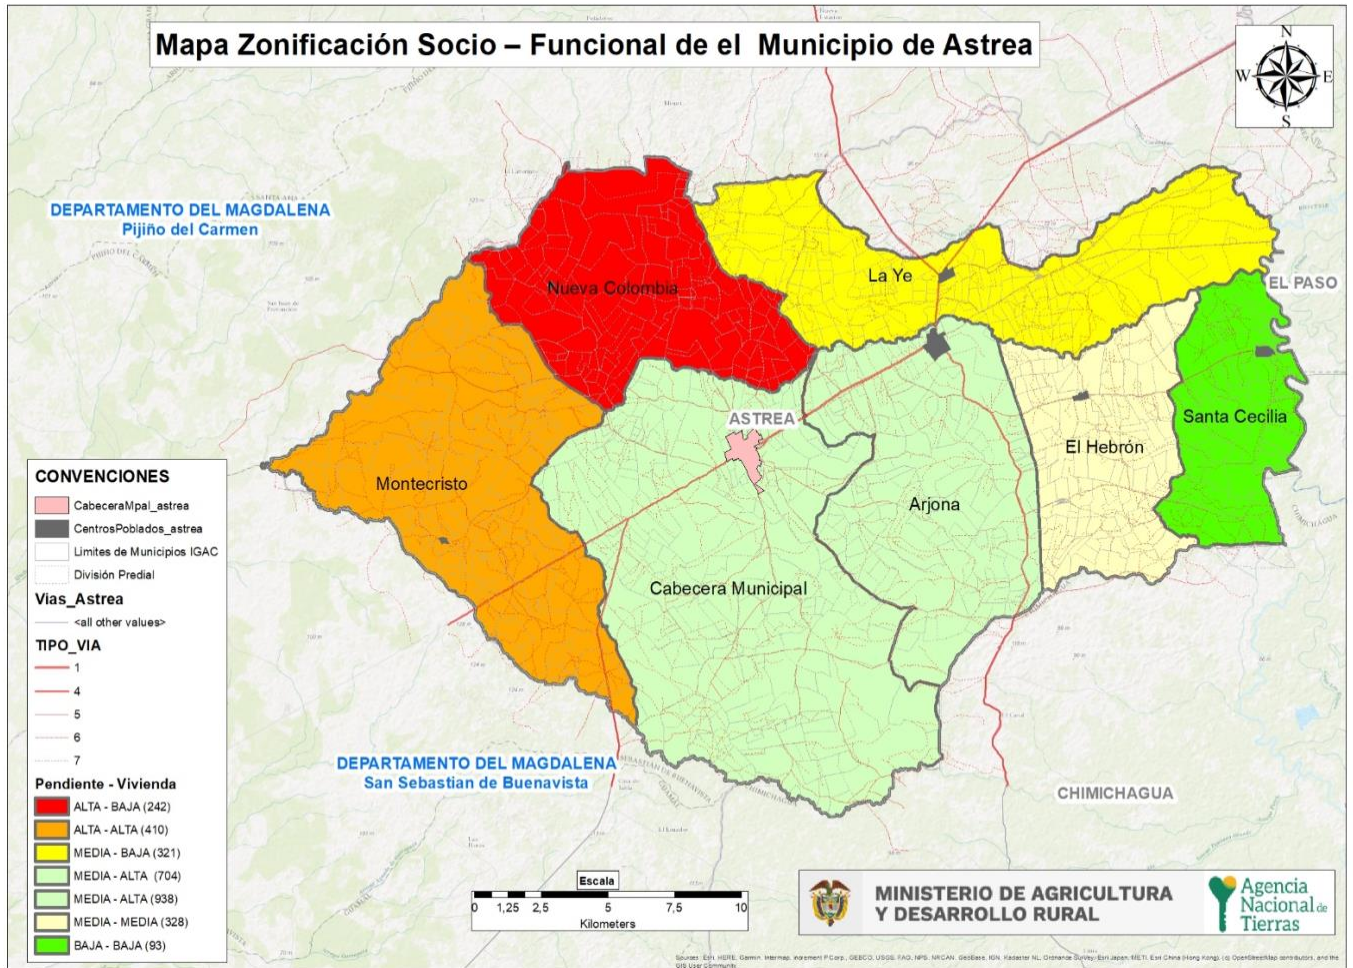 Mapa Zonificación Socio – Funcional de el Municipio de Astrea
N
W E
S
DEPARTAMENTO DEL MAGDALENA
Pijiño del Carmen
La Ye
Nueva Colombia
EL PASO
ASTREA
Santa Cecilia
El Hebrón
Montecristo
Arjona
Cabecera Municipal
DEPARTAMENTO DEL MAGDALENA
San Sebastian de Buenavista
CHIMICHAGUA
CONVENCIONES
CabeceraMpal_astrea
CentrosPoblados_astrea
Limites de Municipios IGAC
División Predial
Vias_Astrea
<all other values>
TIPO_VIA
1
4
5
6
7
Pendiente - Vivienda
ALTA - BAJA (242)
ALTA - ALTA (410)
MEDIA - BAJA (321)
MEDIA - ALTA (704)
MEDIA - ALTA (938)
MEDIA - MEDIA (328)
BAJA - BAJA (93)
Escala
0 1,25 2,5 5 7,5 10
Kilometers
MINISTERIO DE AGRICULTURA
Y DESARROLLO RURAL
Agencia
Nacional de
Tierras